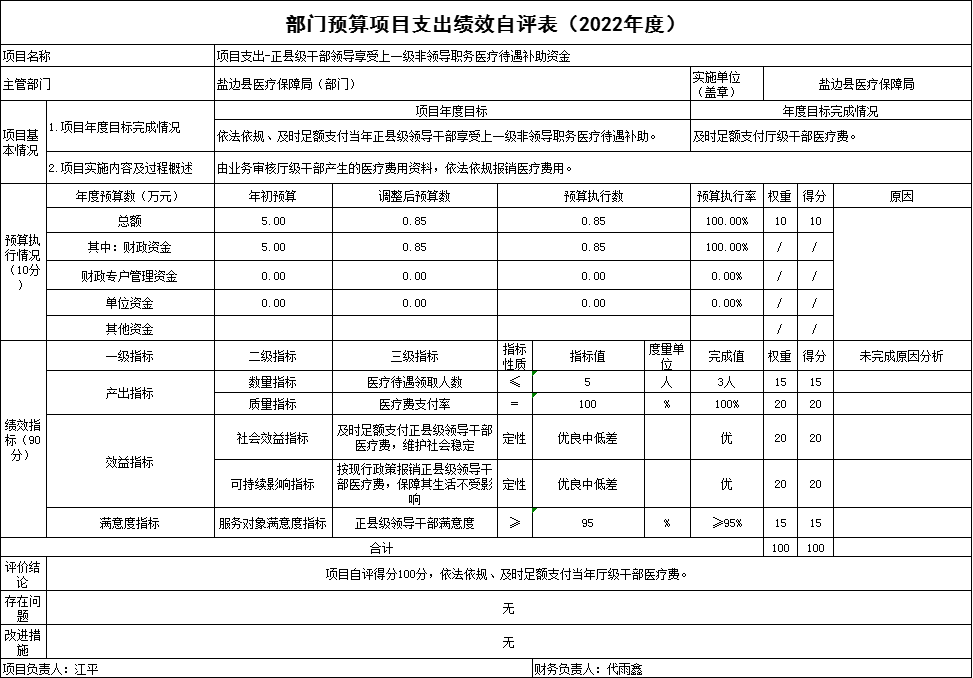 部门预算项目支出绩效自评表（2022年度）
项目名称 项目支出-正县级干部领导享受上一级非领导职务医疗待遇补助资金
主管部门 盐边县医疗保障局（部门） 实施单位（盖章） 盐边县医疗保障局
项目基本情况 1.项目年度目标完成情况 项目年度目标 年度目标完成情况
依法依规、及时足额支付当年正县级领导干部享受上一级非领导职务医疗待遇补助。 及时足额支付厅级干部医疗费。
2.项目实施内容及过程概述 由业务审核厅级干部产生的医疗费用资料，依法依规报销医疗费用。
预算执行情况（10分） 年度预算数（万元） 年初预算 调整后预算数 预算执行数 预算执行率 权重 得分 原因
总额 5.00 0.85 0.85 100.00% 10 10
其中：财政资金 5.00 0.85 0.85 100.00% / /
财政专户管理资金 0.00 0.00 0.00 0.00% / /
单位资金 0.00 0.00 0.00 0.00% / /
其他资金 / /
绩效指标（90分） 一级指标 二级指标 三级指标 指标性质 指标值 度量单位 完成值 权重 得分 未完成原因分析
产出指标 数量指标 医疗待遇领取人数 ≤ 5 人 3人 15 15
质量指标 医疗费支付率 = 100 % 100% 20 20
效益指标 社会效益指标 及时足额支付正县级领导干部医疗费，维护社会稳定 定性 优良中低差 优 20 20
可持续影响指标 按现行政策报销正县级领导干部医疗费，保障其生活不受影响 定性 优良中低差 优 20 20
满意度指标 服务对象满意度指标 正县级领导干部满意度 ≥ 95 % ≥95% 15 15
合计 100 100
评价结论 项目自评得分100分，依法依规、及时足额支付当年厅级干部医疗费。
存在问题 无
改进措施 无
项目负责人：江平 财务负责人：代雨鑫